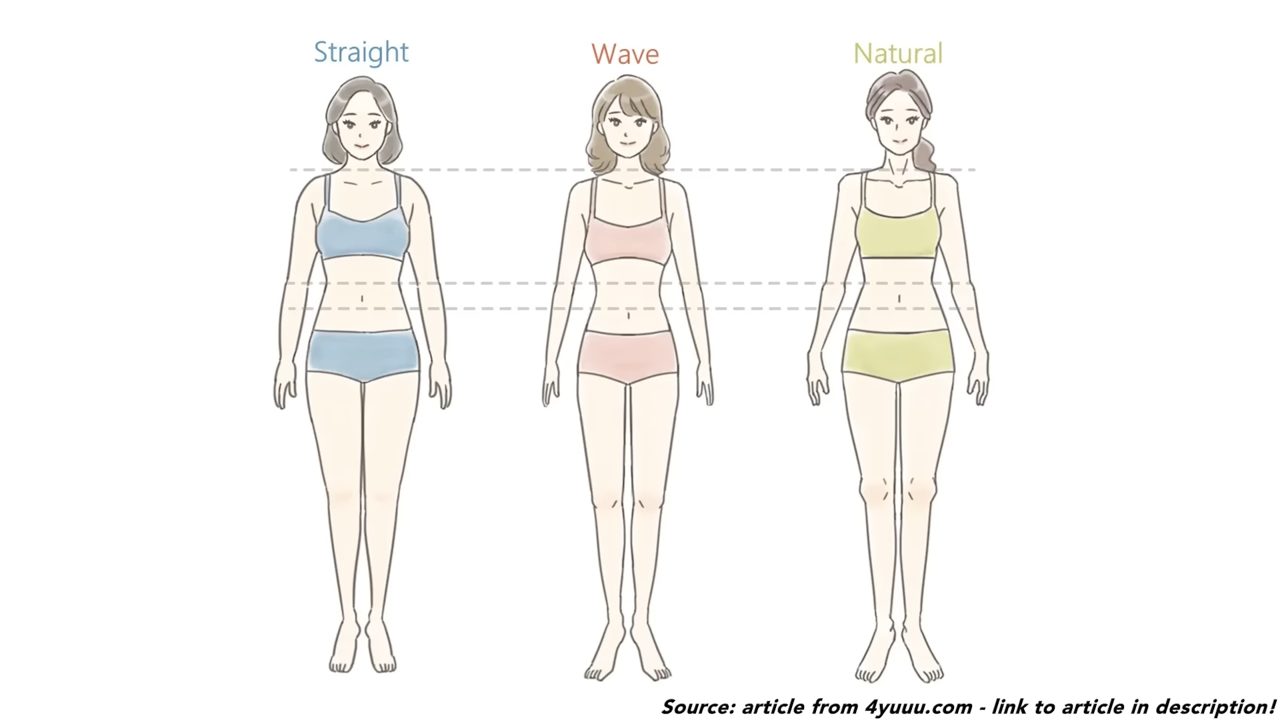 Straight
Wave
Natural
Source: article from 4yuuu.com - link to article in description!